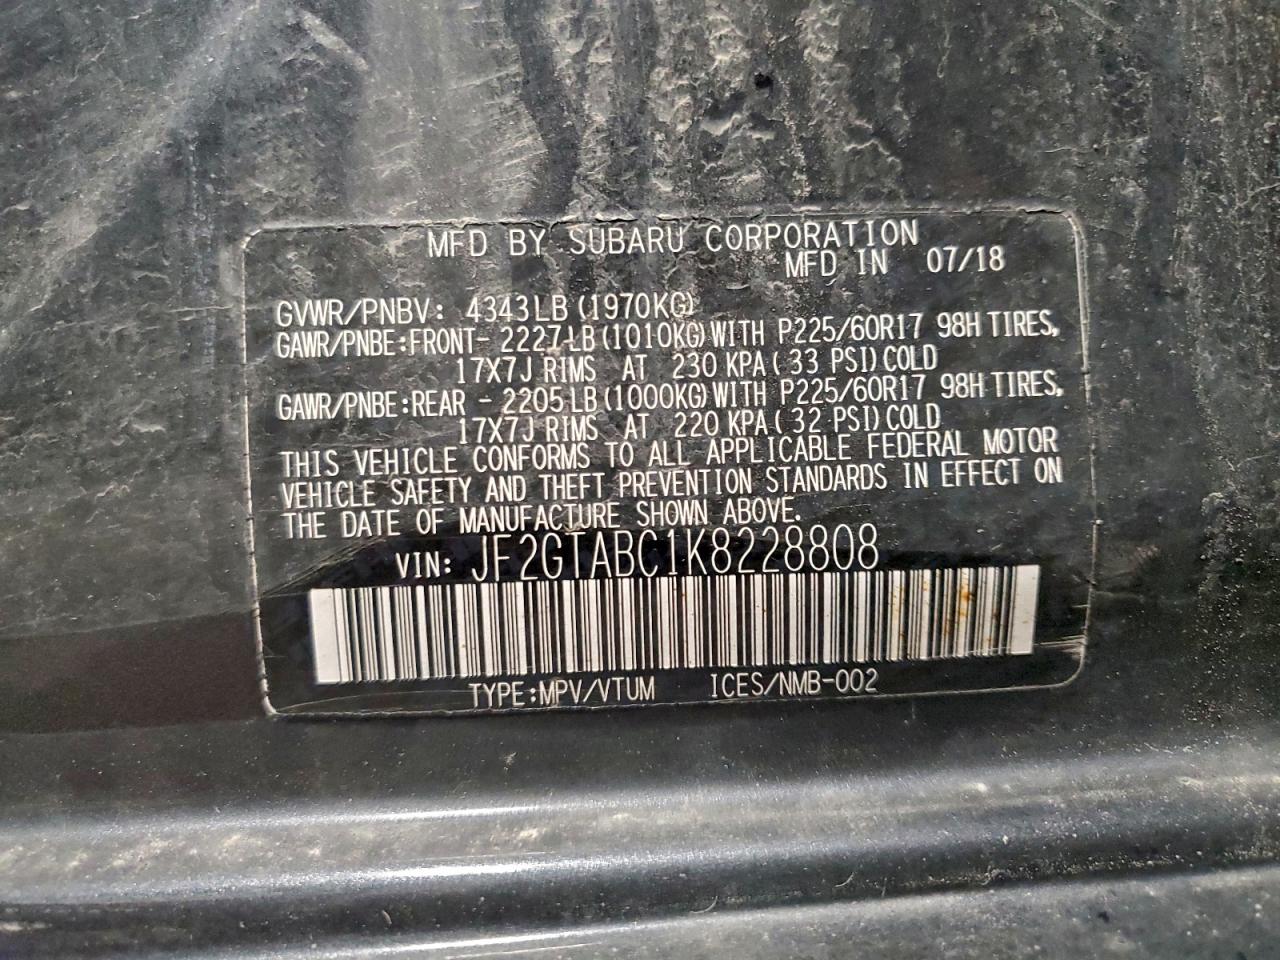 MFD BY SUBARU CORPORATION
MFD IN 07/18
GVWR/PNBV: 4343LB(1970KG)
GAWR/PNBE:FRONT- 2227LB(1010KG)WITH P225/60R17 98H TIRES,
17X7J RIMS AT 230 KPA(33 PSI)COLD
GAWR/PNBE:REAR - 2205LB(1000KG)WITH P225/60R17 98H TIRES,
17X7J RIMS AT 220 KPA(32 PSI)COLD
THIS VEHICLE CONFORMS TO ALL APPLICABLE FEDERAL MOTOR
VEHICLE SAFETY AND THEFT PREVENTION STANDARDS IN EFFECT ON
THE DATE OF MANUFACTURE SHOWN ABOVE.
VIN: JF2GTABC1K8228808
TYPE:MPV/VTUM ICES/NMB-002